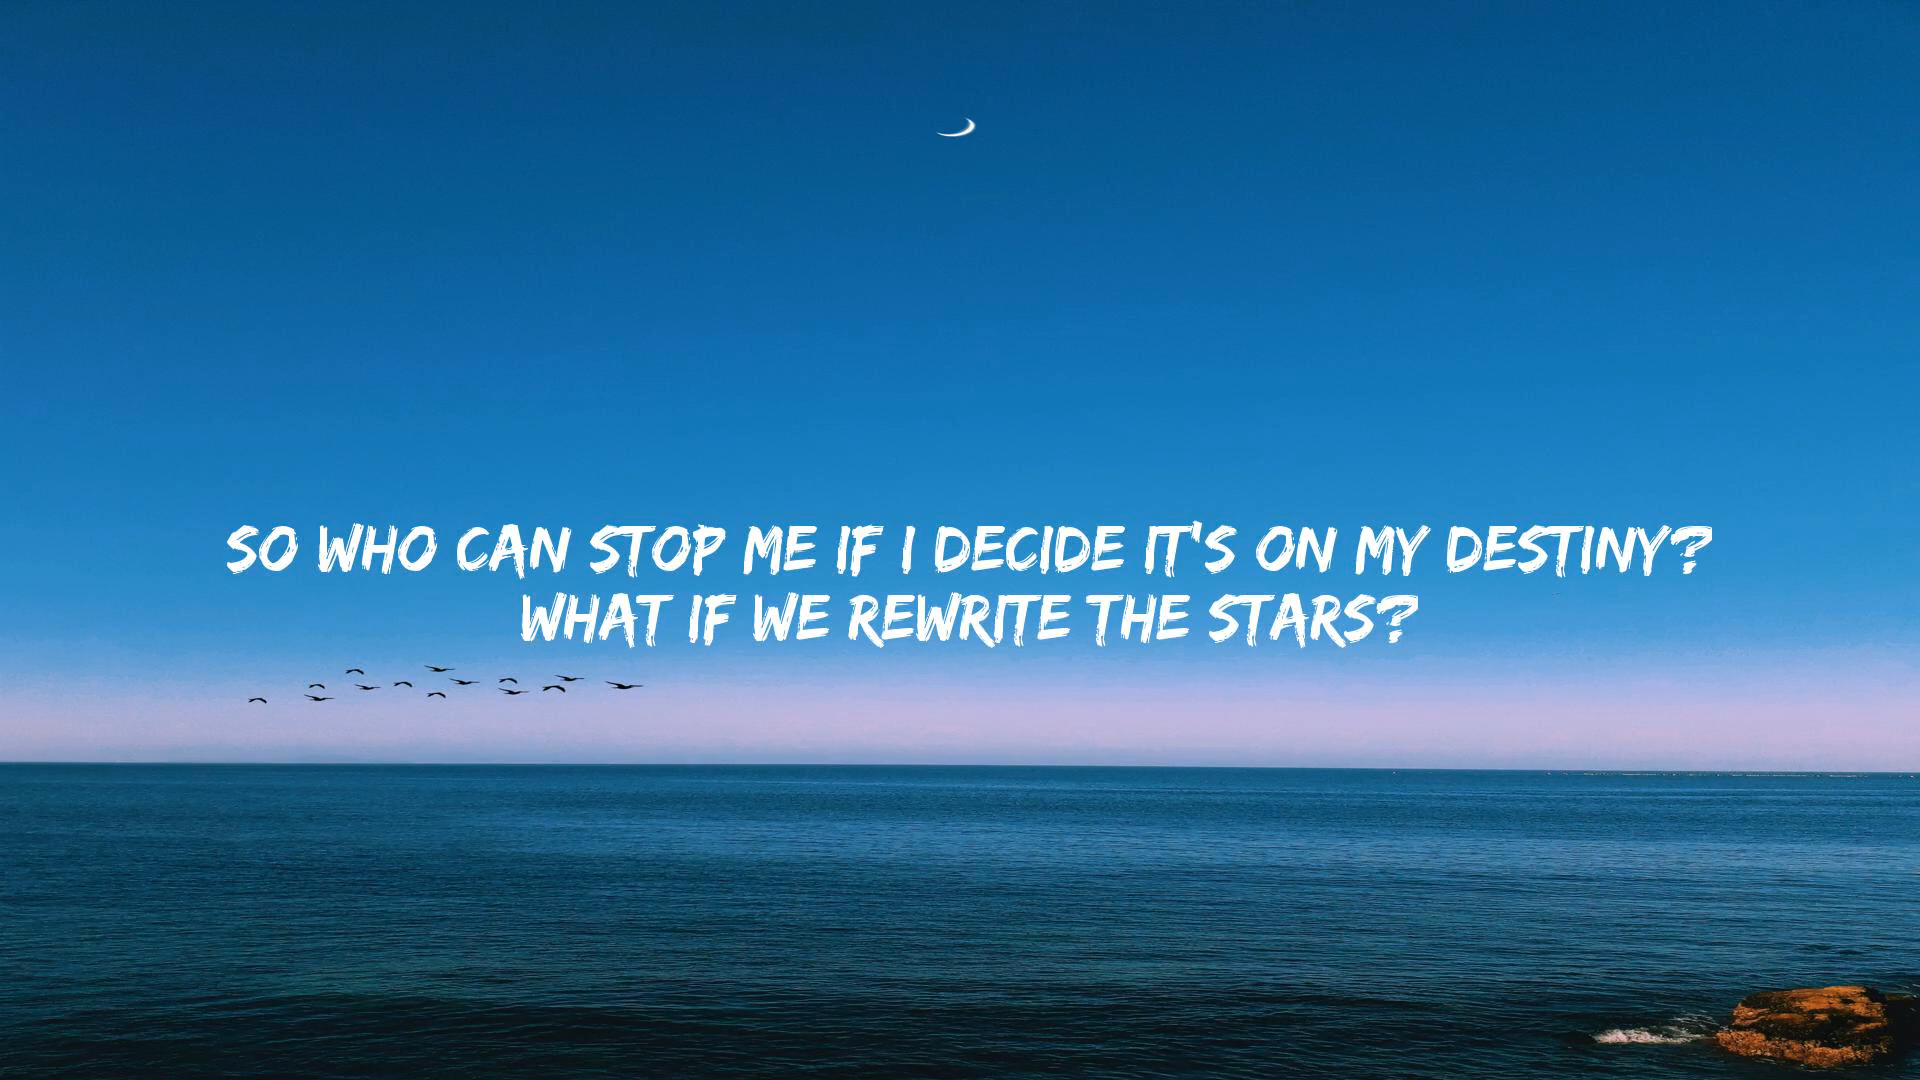 SO WHO CAN STOP ME IF I DECIDE IT'S ON MY DESTINY?
WHAT IF WE REWRITE THE STARS?